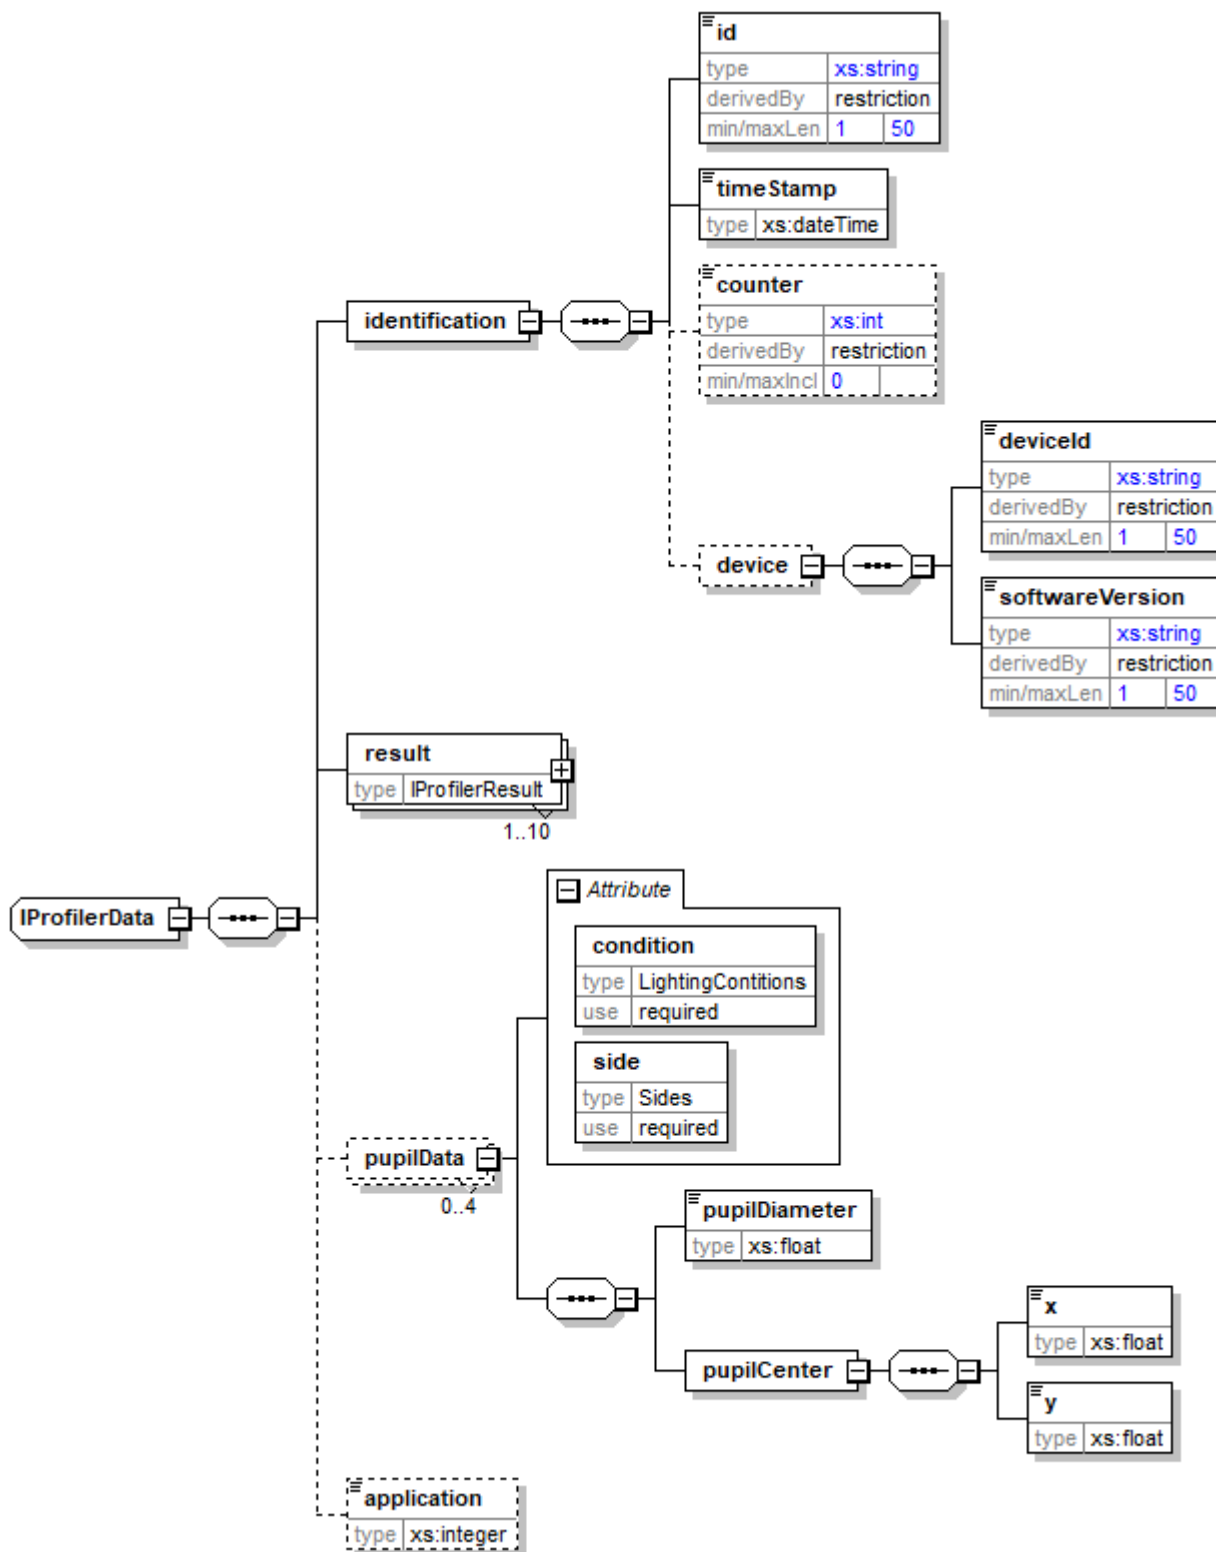 id
type xs:string
derivedBy restriction
min/maxLen 1 50
timeStamp
type xs:dateTime
counter
type xs:int
derivedBy restriction
min/maxIncl 0
identification
deviceId
type xs:string
derivedBy restriction
min/maxLen 1 50
device
softwareVersion
type xs:string
derivedBy restriction
min/maxLen 1 50
result
type IProfilerResult
1..10
IProfilerData
Attribute
condition
type LightingContitions
use required
side
type Sides
use required
pupilData
0..4
pupilDiameter
type xs:float
pupilCenter
x
type xs:float
y
type xs:float
application
type xs:integer